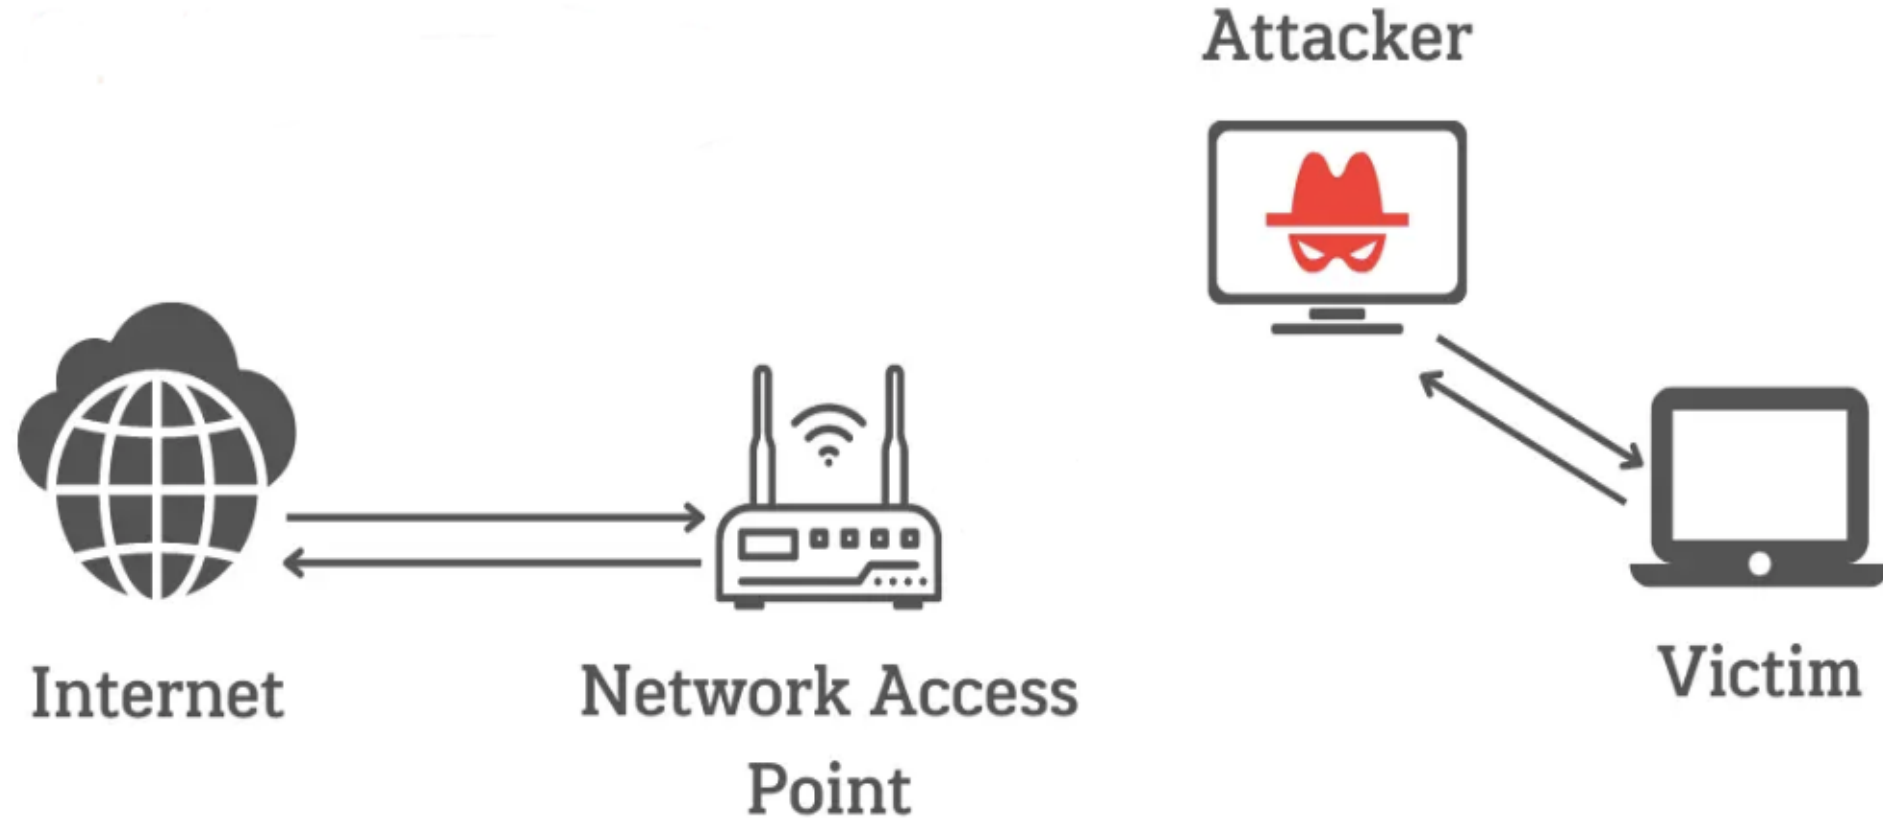 Attacker
Internet
Network Access
Point
Victim